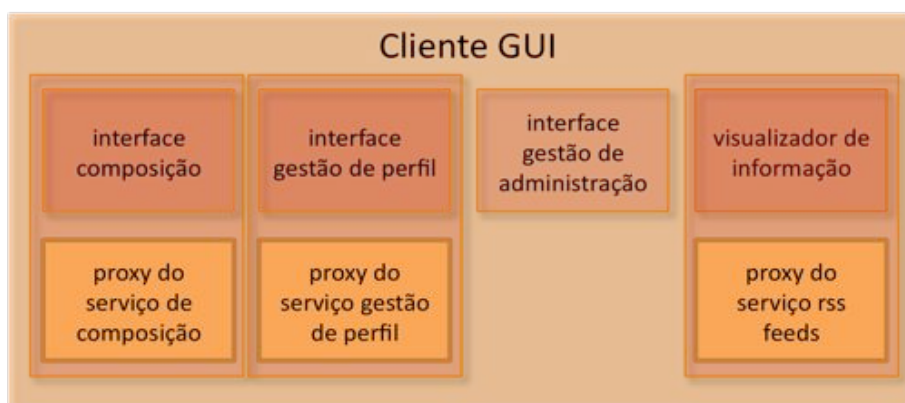 Cliente GUI
interface
composição
interface
gestão de perfil
interface
gestão de
administração
visualizador de
informação
proxy do
serviço de
composição
proxy do
serviço gestão
de perfil
proxy do
serviço rss
feeds